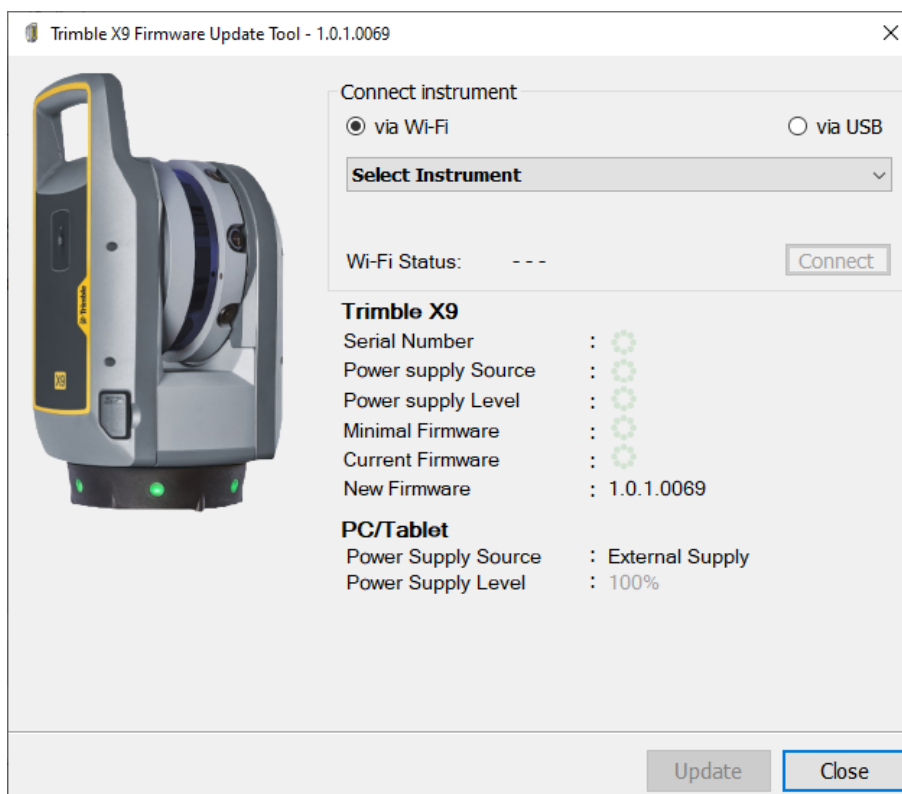 Trimble X9 Firmware Update Tool - 1.0.1.0069
Connect instrument
via Wi-Fi
via USB
Select Instrument
Wi-Fi Status: - - -
Connect
Trimble X9
Serial Number :
Power supply Source :
Power supply Level :
Minimal Firmware :
Current Firmware :
New Firmware : 1.0.1.0069
PC/Tablet
Power Supply Source : External Supply
Power Supply Level : 100%
Trimble
X9
Update
Close